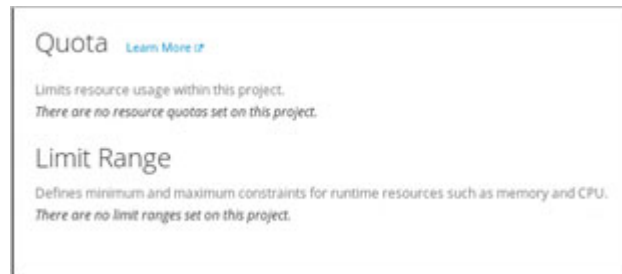 Quota Learn More
Limits resource usage within this project.
There are no resource quotas set on this project.
Limit Range
Defines minimum and maximum constraints for runtime resources such as memory and CPU.
There are no limit ranges set on this project.